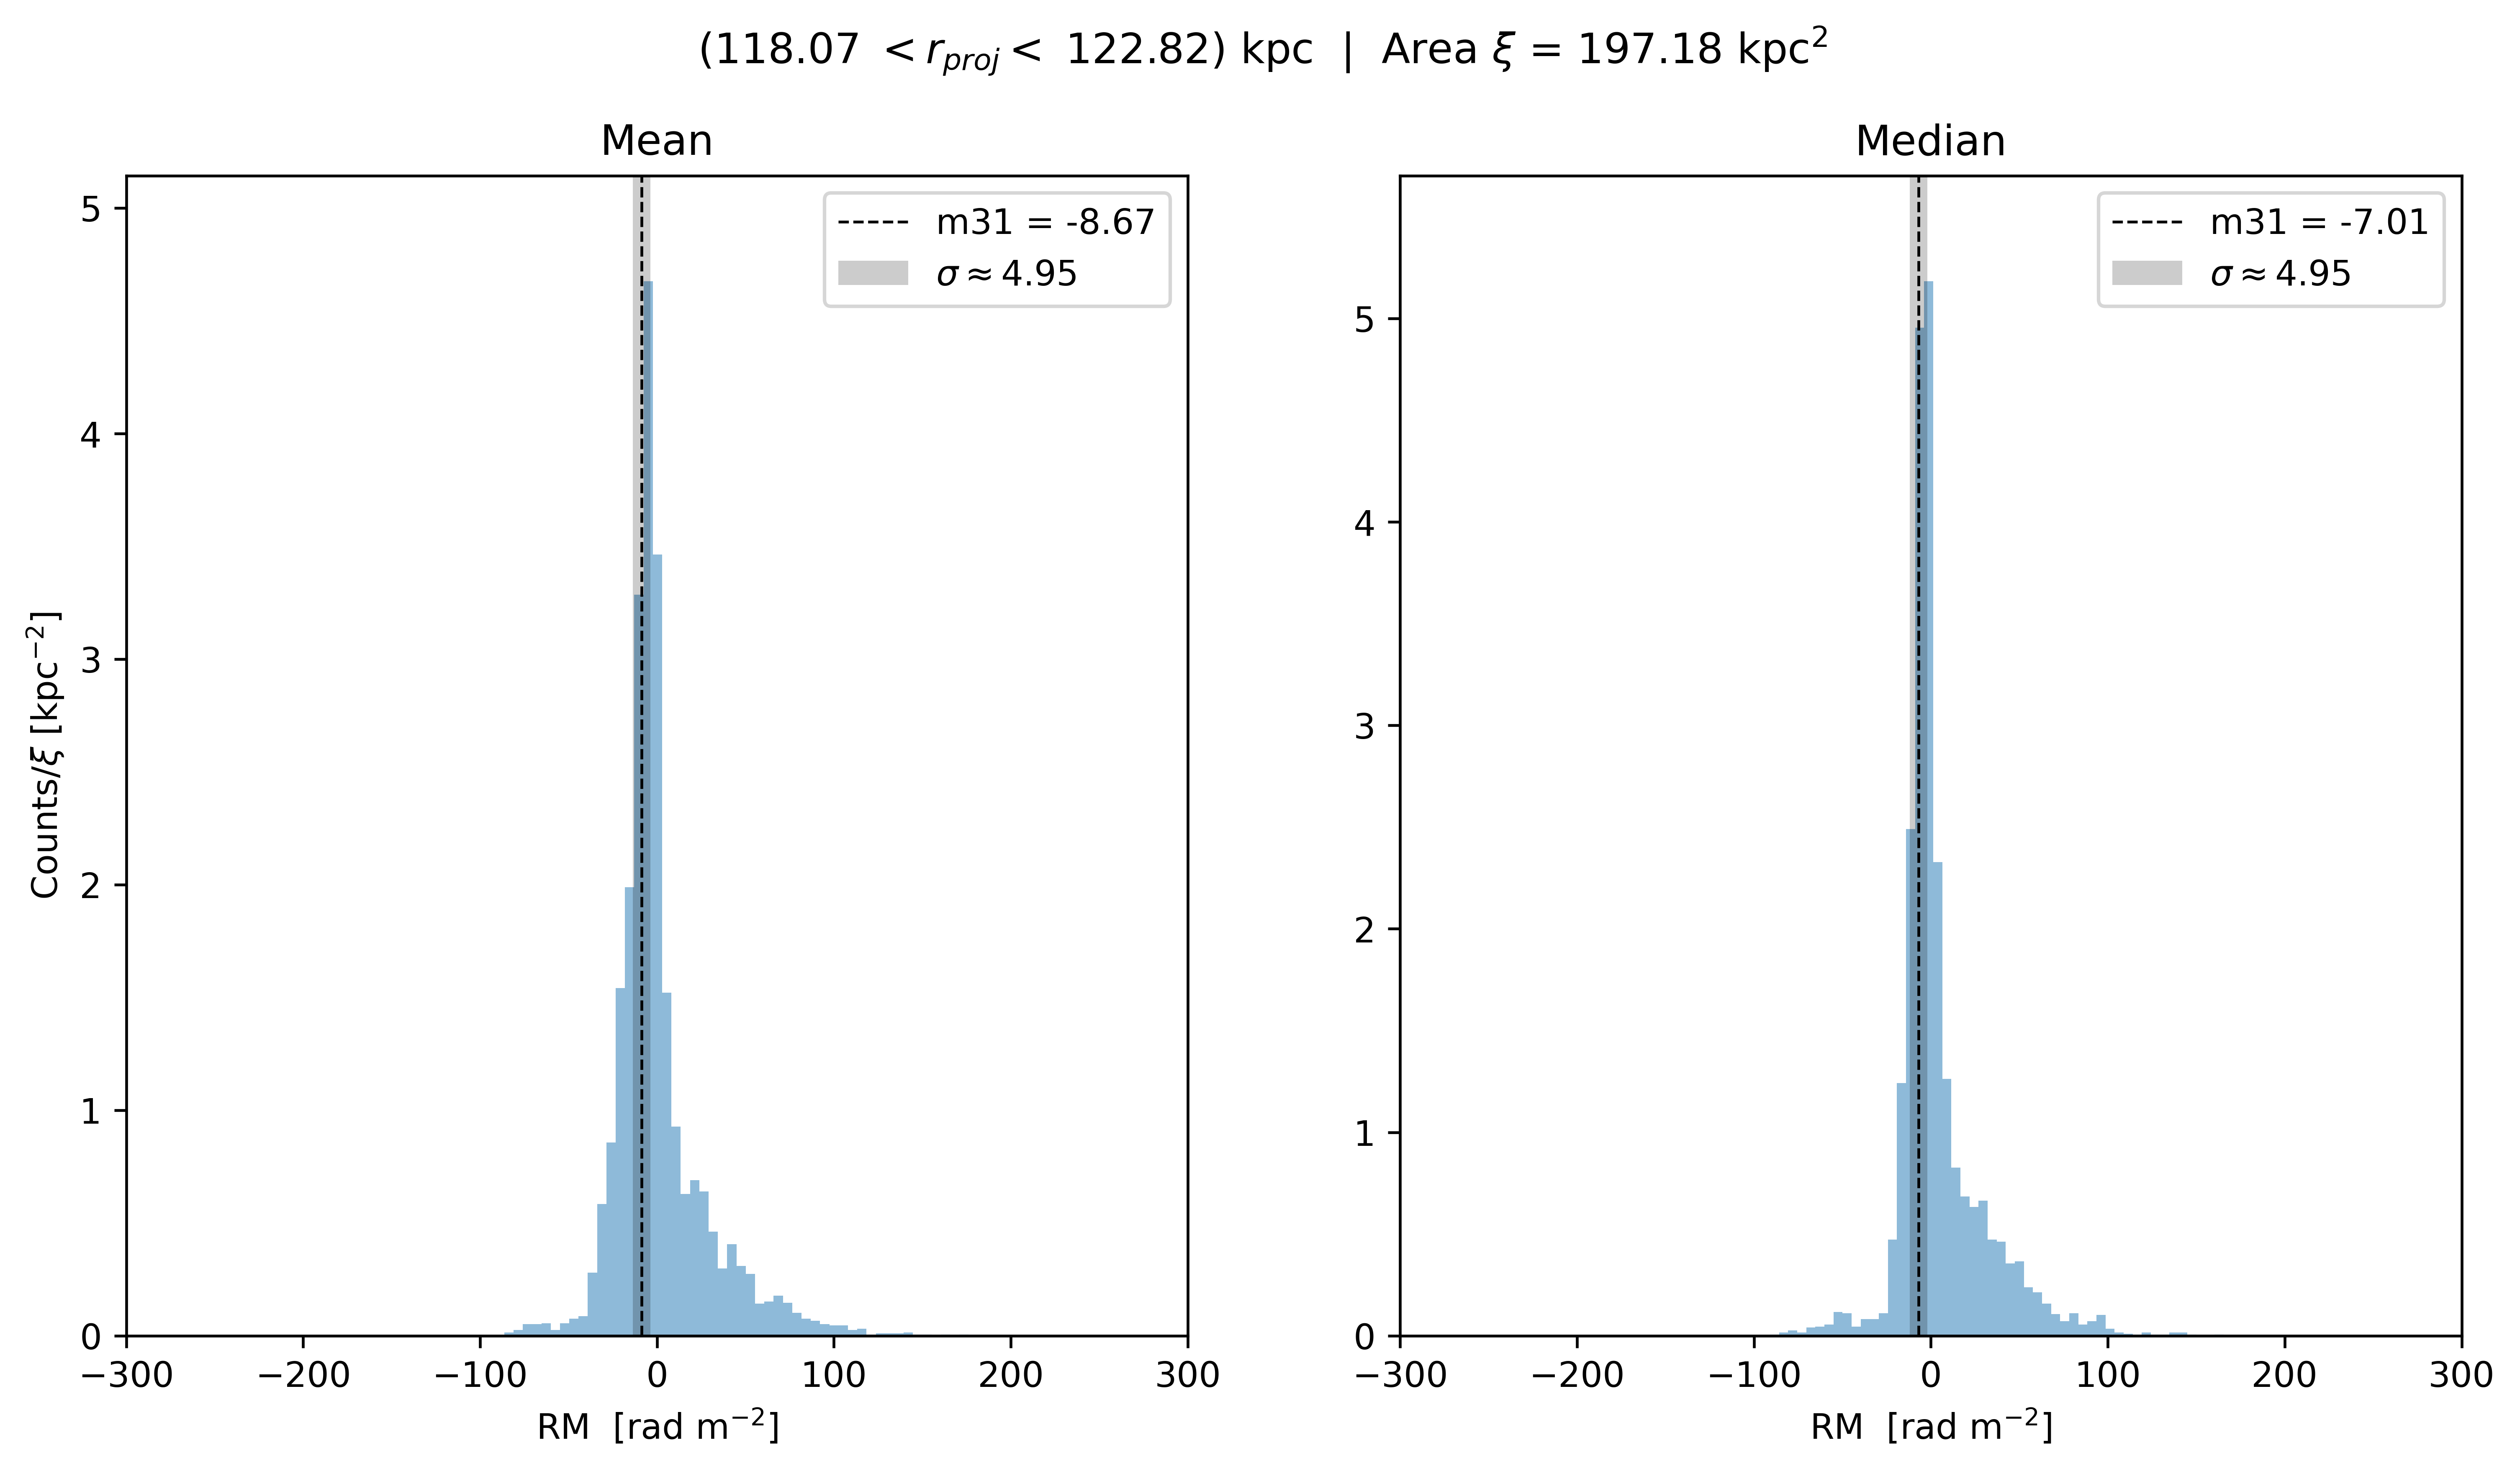 (118.07 < r_proj < 122.82) kpc | Area ξ = 197.18 kpc²
Mean
m31 = -8.67
σ ≈ 4.95
5
4
3
2
1
0
Counts/ξ [kpc⁻²]
−300 −200 −100 0 100 200 300
RM [rad m⁻²]
Median
m31 = -7.01
σ ≈ 4.95
5
4
3
2
1
0
−300 −200 −100 0 100 200 300
RM [rad m⁻²]